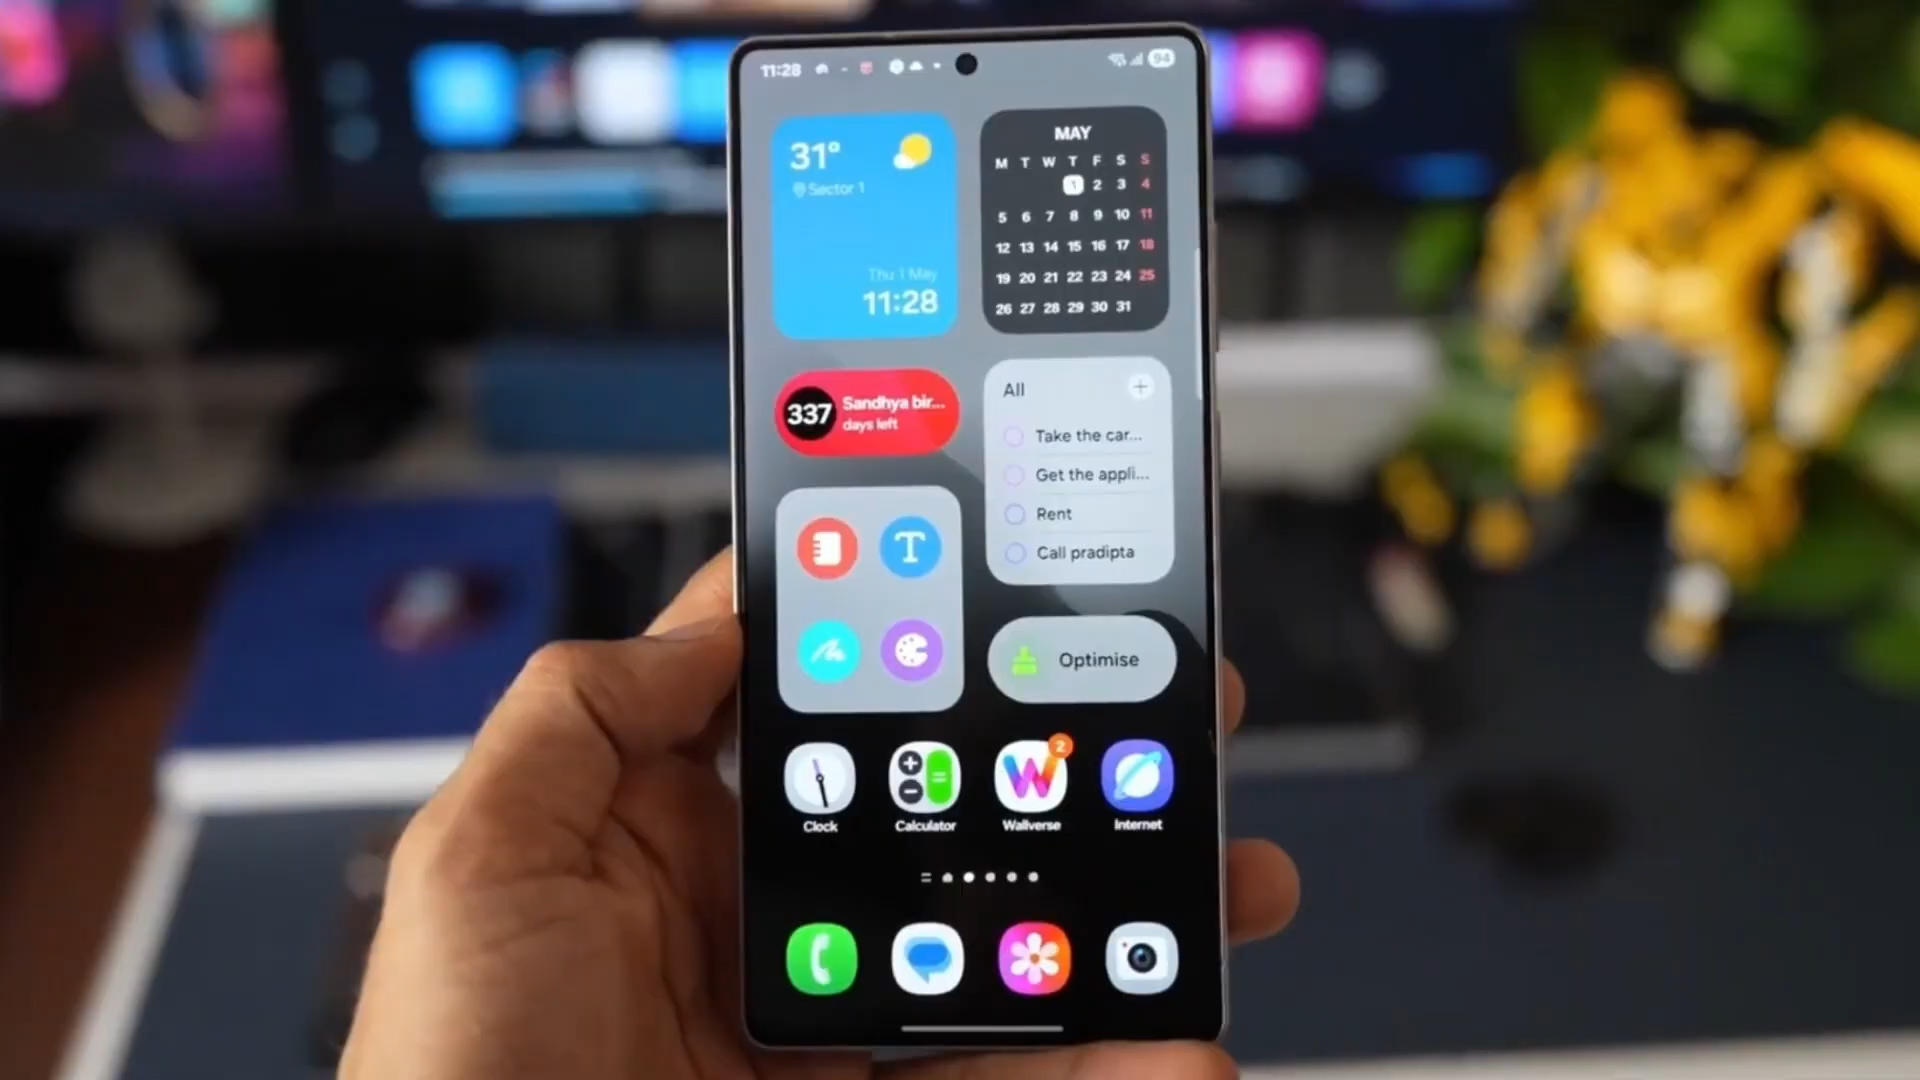 11:28
94
31°
Sector 1
Thu 1 May
11:28
MAY
M T W T F S S
1 2 3 4
5 6 7 8 9 10 11
12 13 14 15 16 17 18
19 20 21 22 23 24 25
26 27 28 29 30 31
337
Sandhya bir...
days left
All
Take the car...
Get the appli...
Rent
Call pradipta
T
Optimise
2
W
Clock
Calculator
Wallverse
Internet